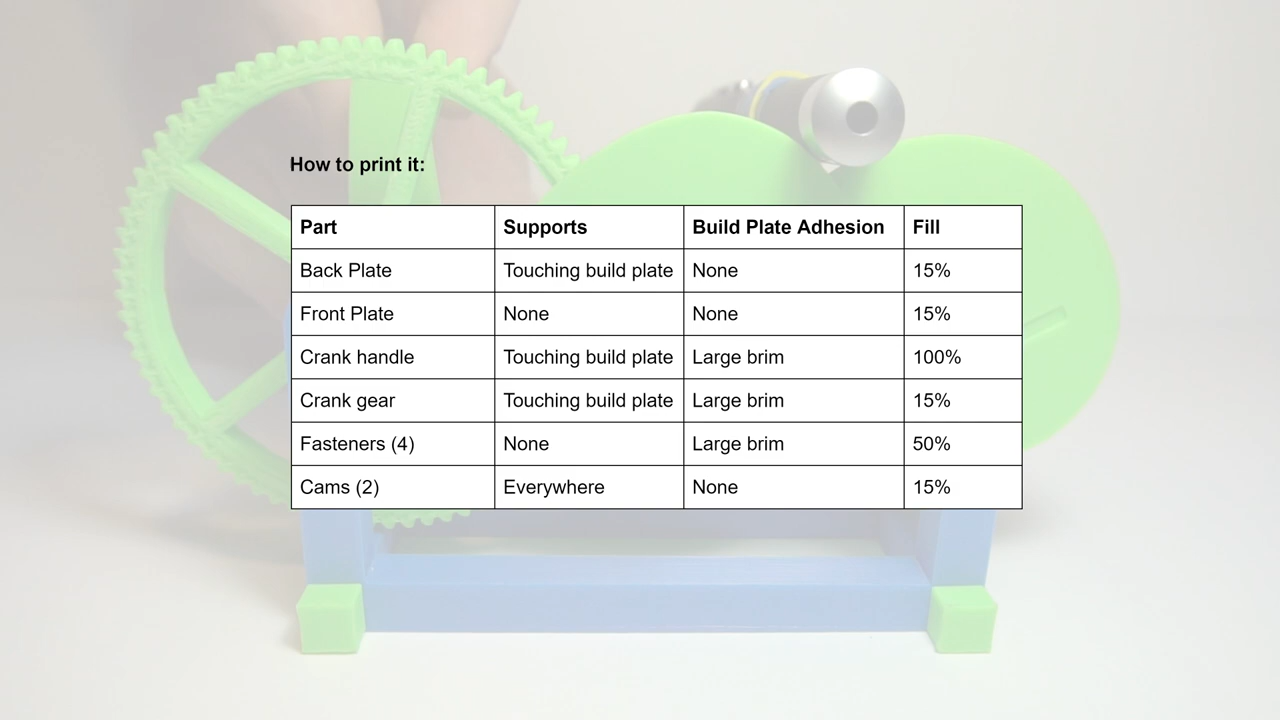 How to print it:
Part Supports Build Plate Adhesion Fill
Back Plate Touching build plate None 15%
Front Plate None None 15%
Crank handle Touching build plate Large brim 100%
Crank gear Touching build plate Large brim 15%
Fasteners (4) None Large brim 50%
Cams (2) Everywhere None 15%